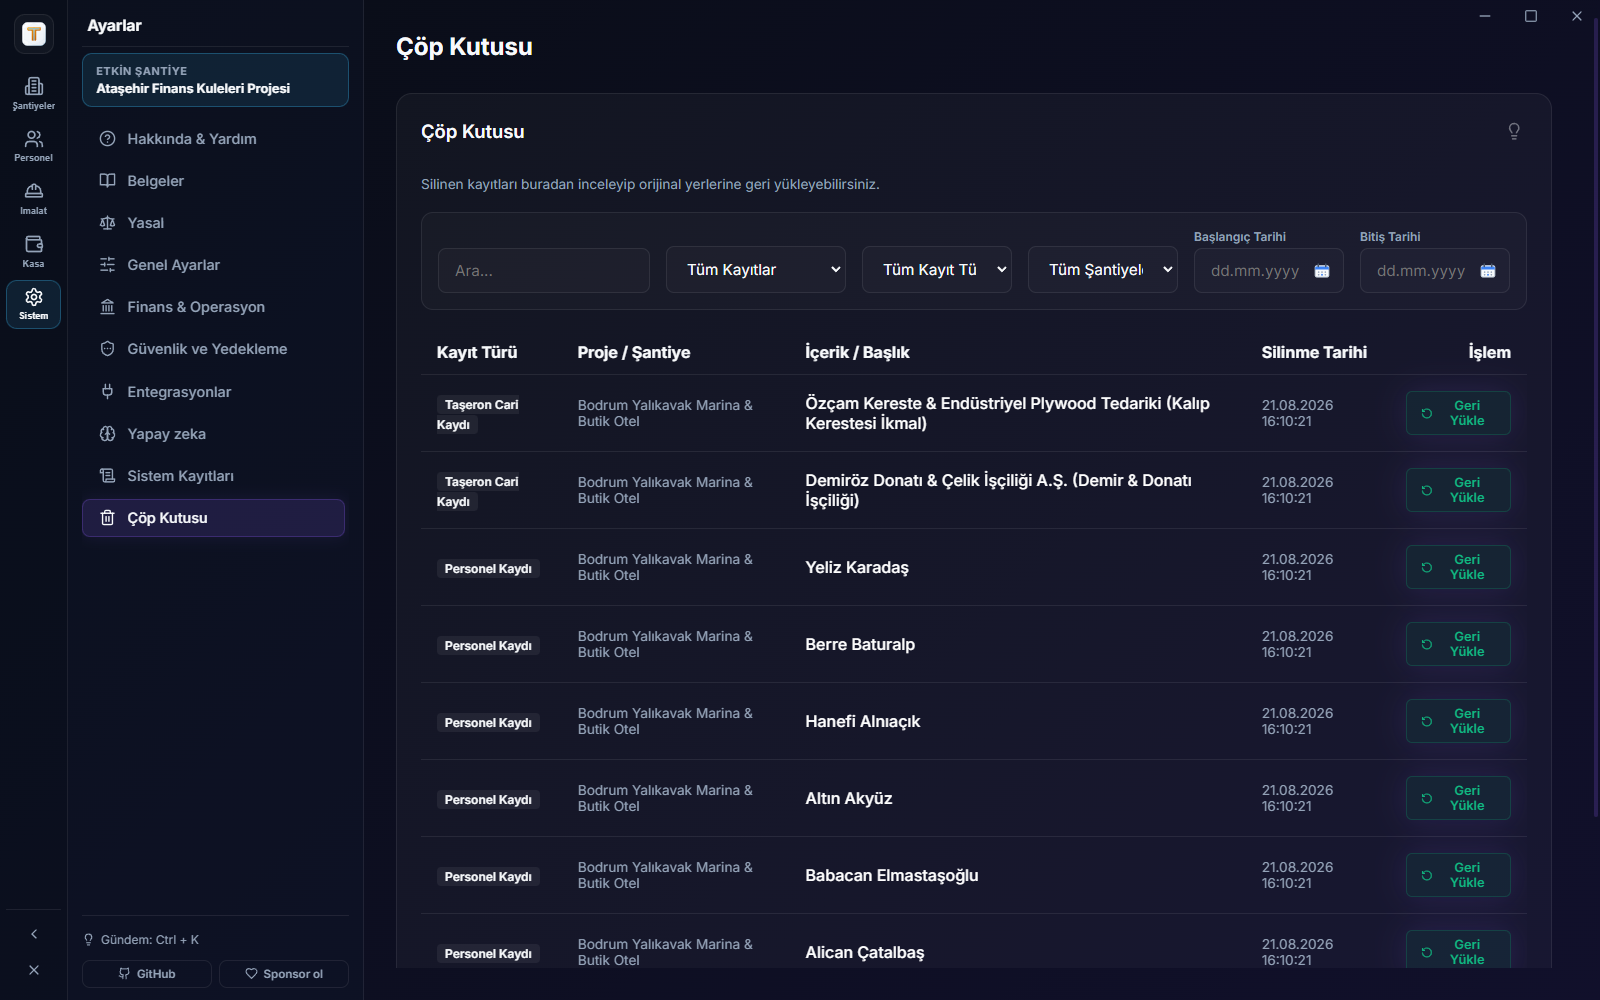 T
Şantiyeler
Personel
İmalat
Kasa
Sistem
Ayarlar
ETKİN ŞANTİYE
Ataşehir Finans Kuleleri Projesi
Hakkında & Yardım
Belgeler
Yasal
Genel Ayarlar
Finans & Operasyon
Güvenlik ve Yedekleme
Entegrasyonlar
Yapay zeka
Sistem Kayıtları
Çöp Kutusu
Gündem: Ctrl + K
GitHub
Sponsor ol
Çöp Kutusu
Çöp Kutusu
Silinen kayıtları buradan inceleyip orijinal yerlerine geri yükleyebilirsiniz.
Başlangıç Tarihi
Bitiş Tarihi
Ara...
Tüm Kayıtlar
Tüm Kayıt Tü
Tüm Şantiyele
dd.mm.yyyy
dd.mm.yyyy
Kayıt Türü
Proje / Şantiye
İçerik / Başlık
Silinme Tarihi
İşlem
Taşeron Cari
Kaydı
Bodrum Yalıkavak Marina &
Butik Otel
Özçam Kereste & Endüstriyel Plywood Tedariki (Kalıp
Kerestesi İkmal)
21.08.2026
16:10:21
Geri
Yükle
Taşeron Cari
Kaydı
Bodrum Yalıkavak Marina &
Butik Otel
Demiröz Donatı & Çelik İşçiliği A.Ş. (Demir & Donatı
İşçiliği)
21.08.2026
16:10:21
Geri
Yükle
Personel Kaydı
Bodrum Yalıkavak Marina &
Butik Otel
Yeliz Karadaş
21.08.2026
16:10:21
Geri
Yükle
Personel Kaydı
Bodrum Yalıkavak Marina &
Butik Otel
Berre Baturalp
21.08.2026
16:10:21
Geri
Yükle
Personel Kaydı
Bodrum Yalıkavak Marina &
Butik Otel
Hanefi Alnıaçık
21.08.2026
16:10:21
Geri
Yükle
Personel Kaydı
Bodrum Yalıkavak Marina &
Butik Otel
Altın Akyüz
21.08.2026
16:10:21
Geri
Yükle
Personel Kaydı
Bodrum Yalıkavak Marina &
Butik Otel
Babacan Elmastaşoğlu
21.08.2026
16:10:21
Geri
Yükle
Personel Kaydı
Bodrum Yalıkavak Marina &
Butik Otel
Alican Çatalbaş
21.08.2026
16:10:21
Geri
Yükle